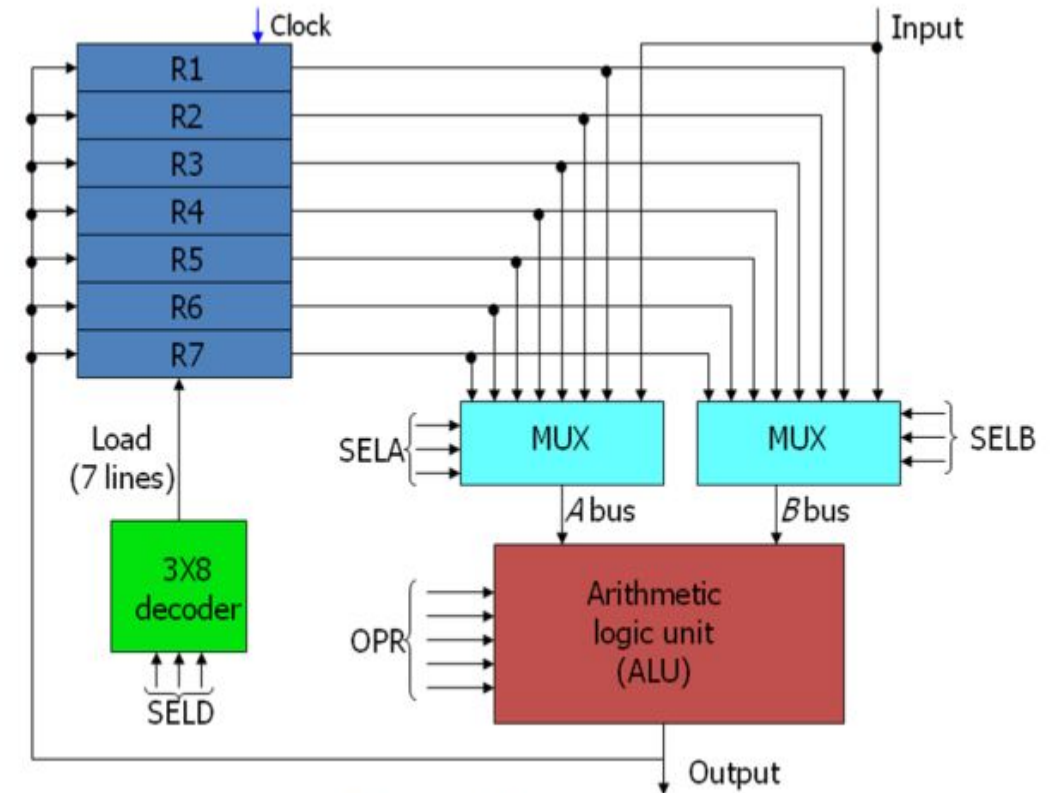 Clock
Input
R1
R2
R3
R4
R5
R6
R7
Load
(7 lines)
SELA
MUX
MUX
SELB
A bus
B bus
3X8
decoder
Arithmetic
logic unit
(ALU)
OPR
SELD
Output